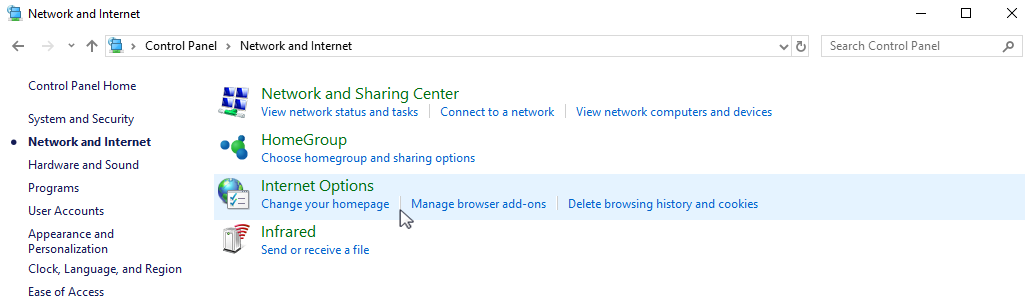 Network and Internet
Control Panel Network and Internet
Search Control Panel
Control Panel Home
System and Security
Network and Internet
Hardware and Sound
Programs
User Accounts
Appearance and
Personalization
Clock, Language, and Region
Ease of Access
Network and Sharing Center
View network status and tasks
Connect to a network
View network computers and devices
HomeGroup
Choose homegroup and sharing options
Internet Options
Change your homepage
Manage browser add-ons
Delete browsing history and cookies
Infrared
Send or receive a file